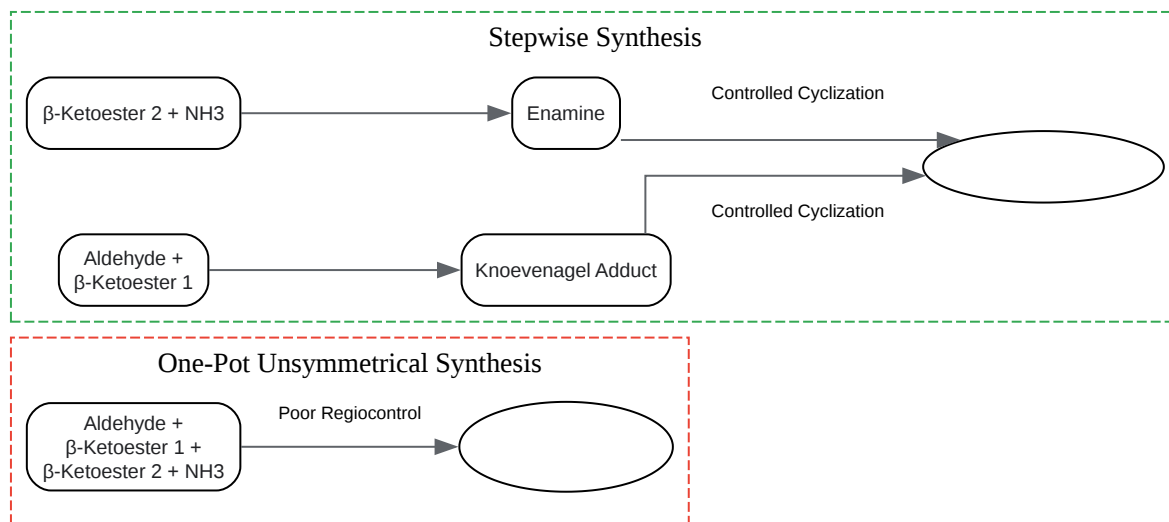 Stepwise Synthesis
β-Ketoester 2 + NH3
Enamine
Controlled Cyclization
Controlled Cyclization
Aldehyde +
β-Ketoester 1
Knoevenagel Adduct
One-Pot Unsymmetrical Synthesis
Aldehyde +
β-Ketoester 1 +
β-Ketoester 2 + NH3
Poor Regiocontrol